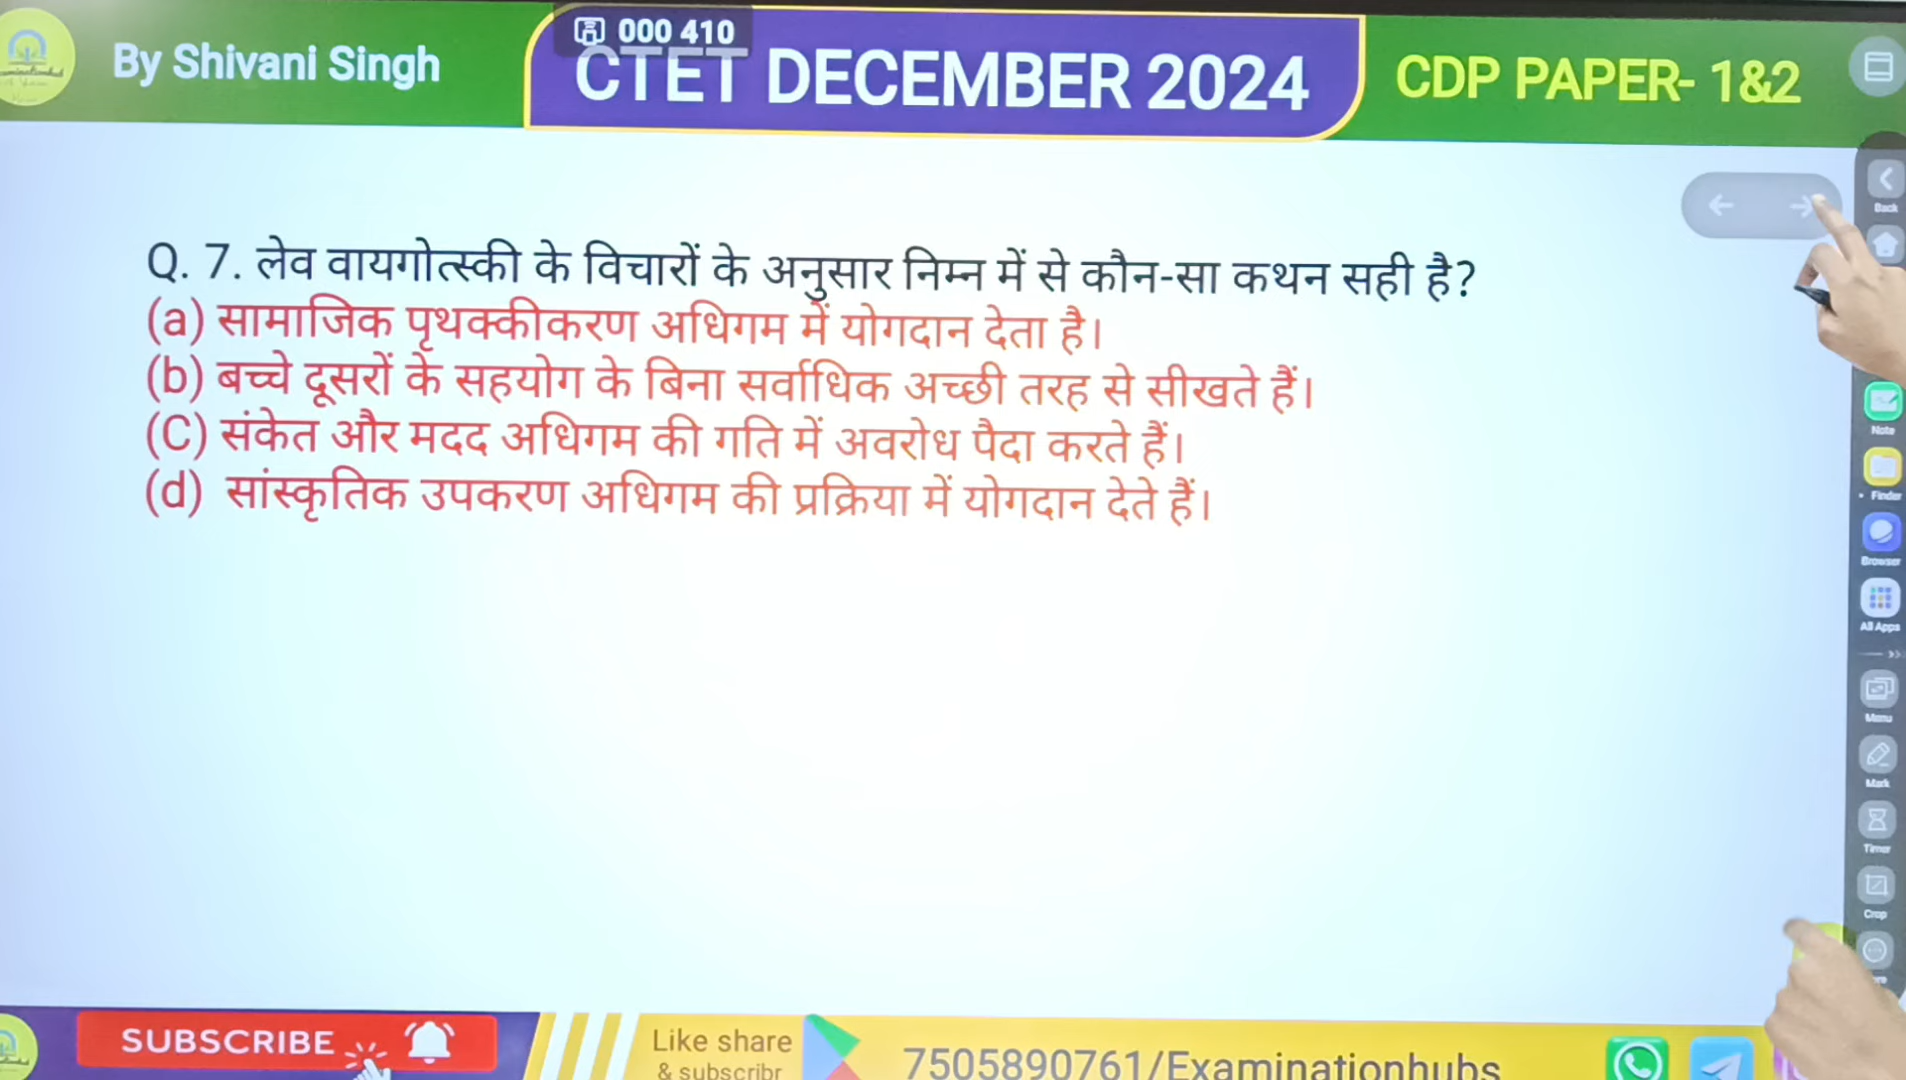 By Shivani Singh
000 410
CTET DECEMBER 2024
CDP PAPER- 1&2
Back
Q. 7. लेव वायगोत्स्की के विचारों के अनुसार निम्न में से कौन-सा कथन सही है?
(a) सामाजिक पृथक्कीकरण अधिगम में योगदान देता है।
(b) बच्चे दूसरों के सहयोग के बिना सर्वाधिक अच्छी तरह से सीखते हैं।
(C) संकेत और मदद अधिगम की गति में अवरोध पैदा करते हैं।
(d) सांस्कृतिक उपकरण अधिगम की प्रक्रिया में योगदान देते हैं।
Note
Finder
Browser
All Apps
Menu
Mark
Timer
Crop
SUBSCRIBE
Like share
& subscribr
7505890761/Examinationhubs